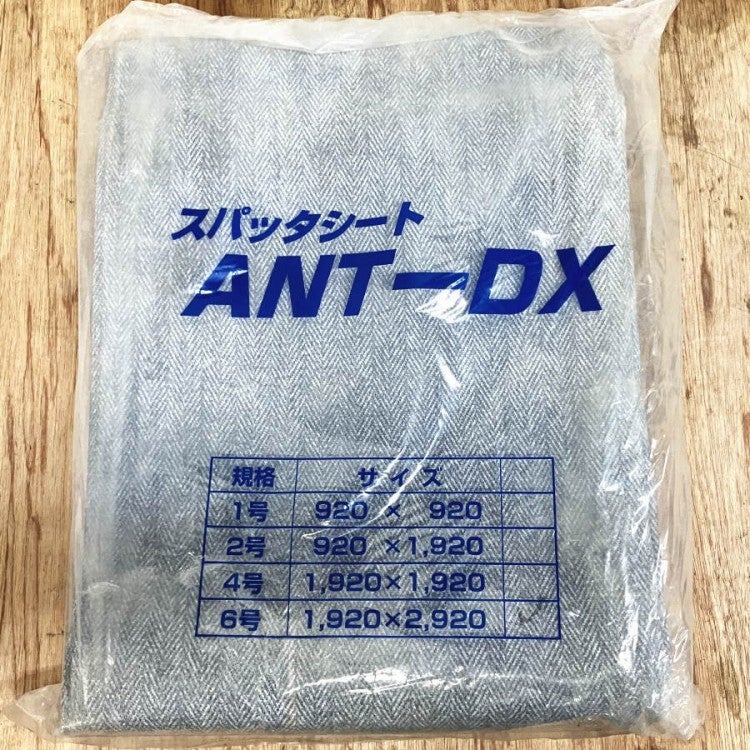 スパッタシート
ANT-DX
規格 サイズ
1号 920 × 920
2号 920 ×1,920
4号 1,920×1,920
6号 1,920×2,920 ✓